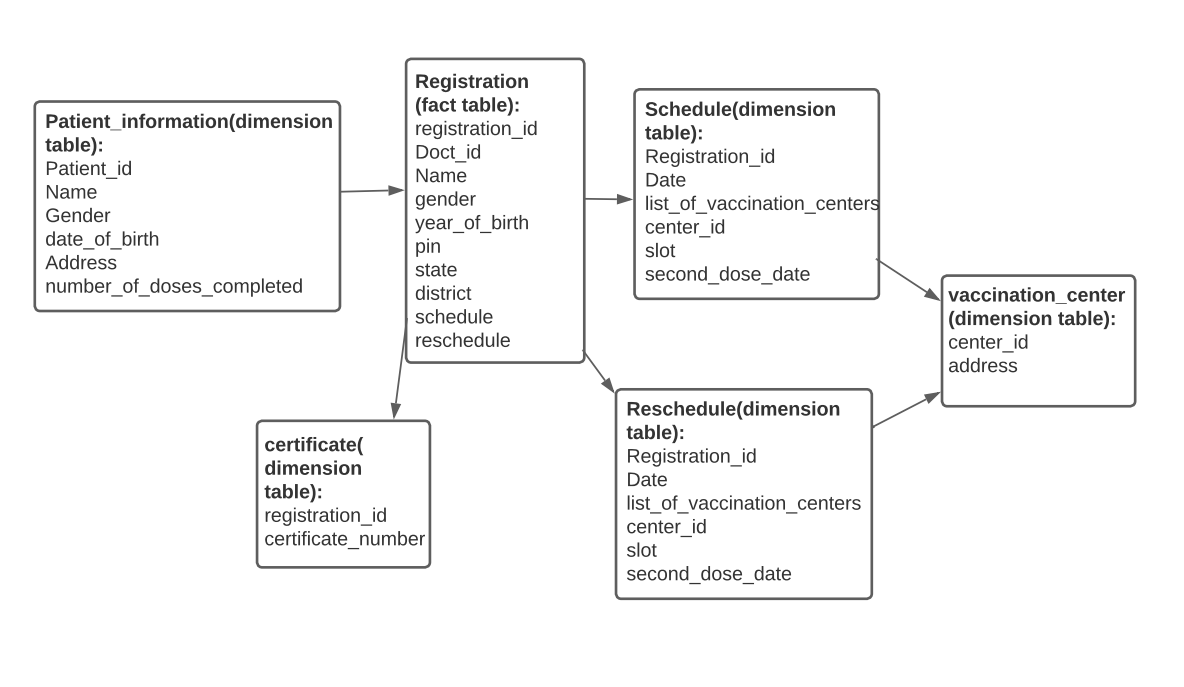 Patient_information(dimension
table):
Patient_id
Name
Gender
date_of_birth
Address
number_of_doses_completed
Registration
(fact table):
registration_id
Doct_id
Name
gender
year_of_birth
pin
state
district
schedule
reschedule
Schedule(dimension
table):
Registration_id
Date
list_of_vaccination_centers
center_id
slot
second_dose_date
vaccination_center
(dimension table):
center_id
address
certificate(
dimension
table):
registration_id
certificate_number
Reschedule(dimension
table):
Registration_id
Date
list_of_vaccination_centers
center_id
slot
second_dose_date